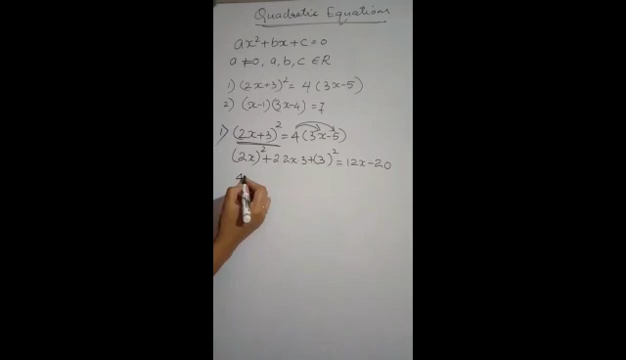 Quadratic Equations
ax²+bx+c=0
a≠0, a, b, c ∈R
1) (2x+3)² = 4 (3x-5)
2) (x-1)(3x-4) = 7
1) (2x+3)² = 4 (3x-5)
(2x)² + 2 2x 3 + (3)² = 12x - 20
4